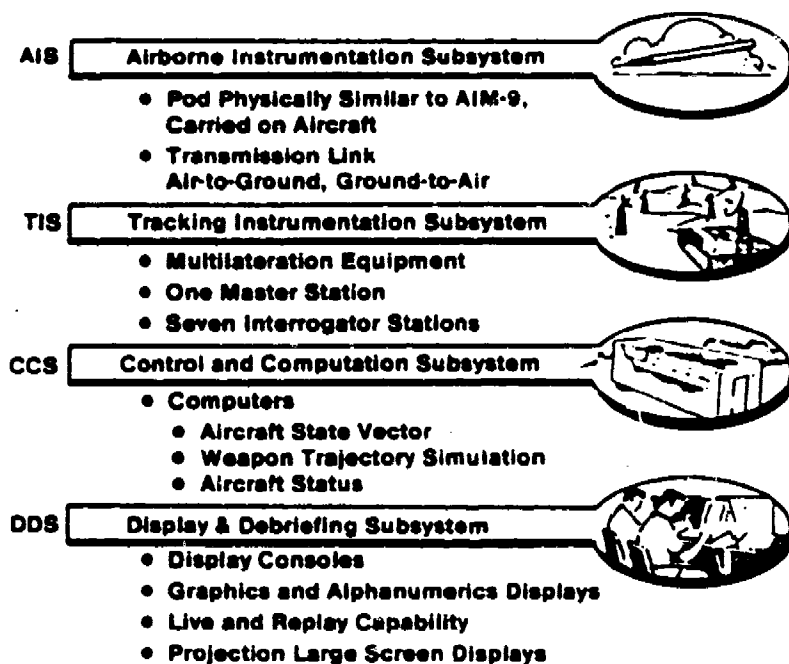 AIS Airborne Instrumentation Subsystem
• Pod Physically Similar to AIM-9,
Carried on Aircraft
• Transmission Link
Air-to-Ground, Ground-to-Air
TIS Tracking Instrumentation Subsystem
• Multilateration Equipment
• One Master Station
• Seven Interrogator Stations
CCS Control and Computation Subsystem
• Computers
• Aircraft State Vector
• Weapon Trajectory Simulation
• Aircraft Status
DDS Display & Debriefing Subsystem
• Display Consoles
• Graphics and Alphanumerics Displays
• Live and Replay Capability
• Projection Large Screen Displays